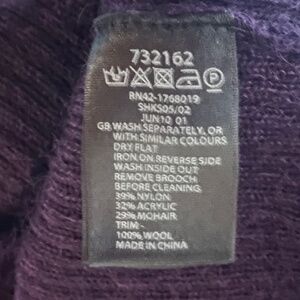 732162
P
RN42-1768019
SHKS05/02
JUN10 01
GB WASH SEPARATELY, OR
WITH SIMILAR COLOURS
DRY FLAT
IRON ON REVERSE SIDE
WASH INSIDE OUT
REMOVE BROOCH
BEFORE CLEANING
39% NYLON
32% ACRYLIC
29% MOHAIR
TRIM-
100% WOOL
MADE IN CHINA